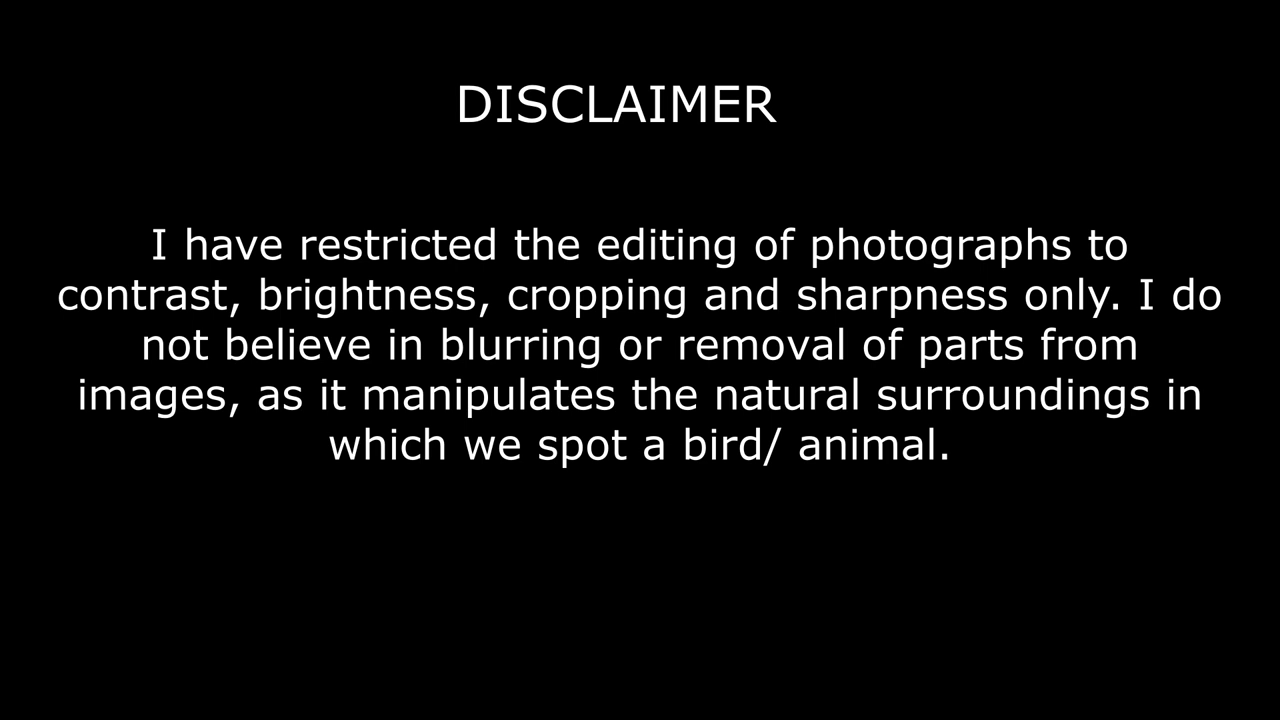 DISCLAIMER
I have restricted the editing of photographs to
contrast, brightness, cropping and sharpness only. I do
not believe in blurring or removal of parts from
images, as it manipulates the natural surroundings in
which we spot a bird/ animal.